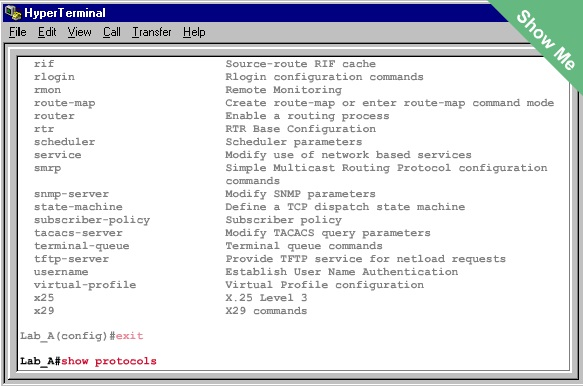 HyperTerminal
Show Me
File Edit View Call Transfer Help
rif Source-route RIF cache
rlogin Rlogin configuration commands
rmon Remote Monitoring
route-map Create route-map or enter route-map command mode
router Enable a routing process
rtr RTR Base Configuration
scheduler Scheduler parameters
service Modify use of network based services
smrp Simple Multicast Routing Protocol configuration
commands
snmp-server Modify SNMP parameters
state-machine Define a TCP dispatch state machine
subscriber-policy Subscriber policy
tacacs-server Modify TACACS query parameters
terminal-queue Terminal queue commands
tftp-server Provide TFTP service for netload requests
username Establish User Name Authentication
virtual-profile Virtual Profile configuration
x25 X.25 Level 3
x29 X29 commands
Lab_A(config)#exit
Lab_A#show protocols